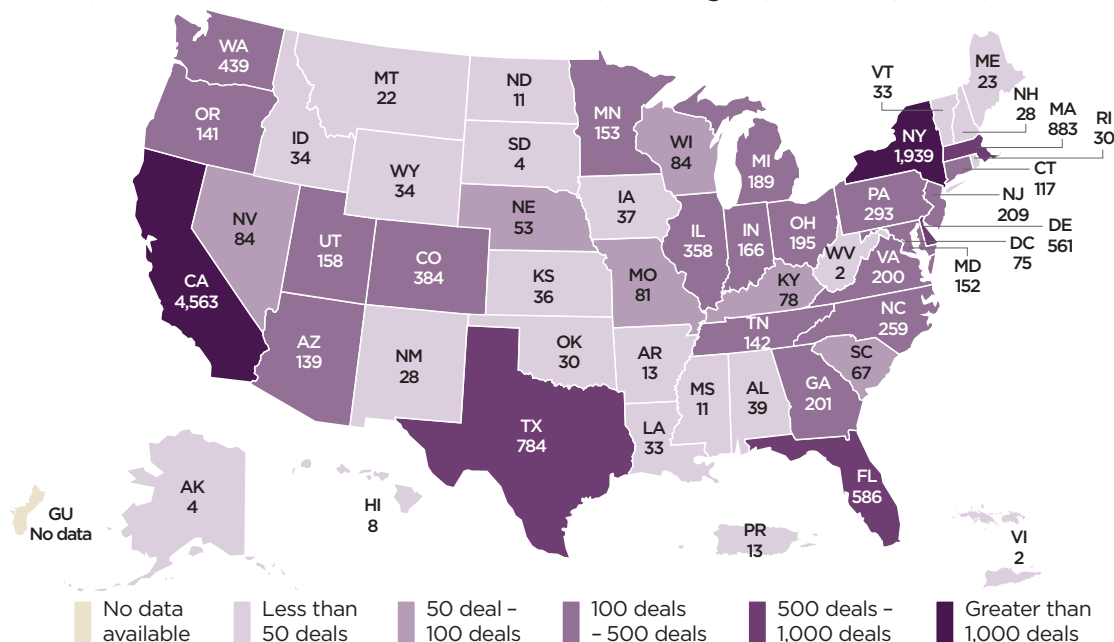 WA
439
OR
141
CA
4,563
NV
84
ID
34
MT
22
WY
34
UT
158
CO
384
AZ
139
NM
28
ND
11
SD
4
NE
53
KS
36
OK
30
TX
784
MN
153
IA
37
MO
81
AR
13
LA
33
WI
84
IL
358
MI
189
IN
166
OH
195
KY
78
TN
142
MS
11
AL
39
GA
201
FL
586
SC
67
NC
259
VA
200
WV
2
PA
293
NY
1,939
VT
33
ME
23
NH
28
MA
883
RI
30
CT
117
NJ
209
DE
561
DC
75
MD
152
AK
4
GU
No data
HI
8
PR
13
VI
2
No data
available
Less than
50 deals
50 deal –
100 deals
100 deals
– 500 deals
500 deals –
1,000 deals
Greater than
1,000 deals